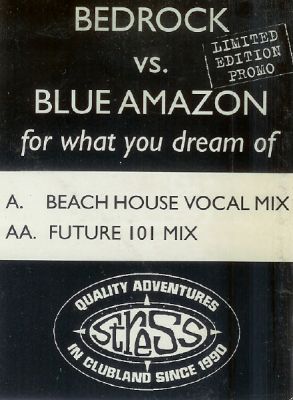 BEDROCK
LIMITED
EDITION
PROMO
vs.
BLUE AMAZON
for what you dream of
A. BEACH HOUSE VOCAL MIX
AA. FUTURE 101 MIX
QUALITY ADVENTURES
stress
IN CLUBLAND SINCE 1990